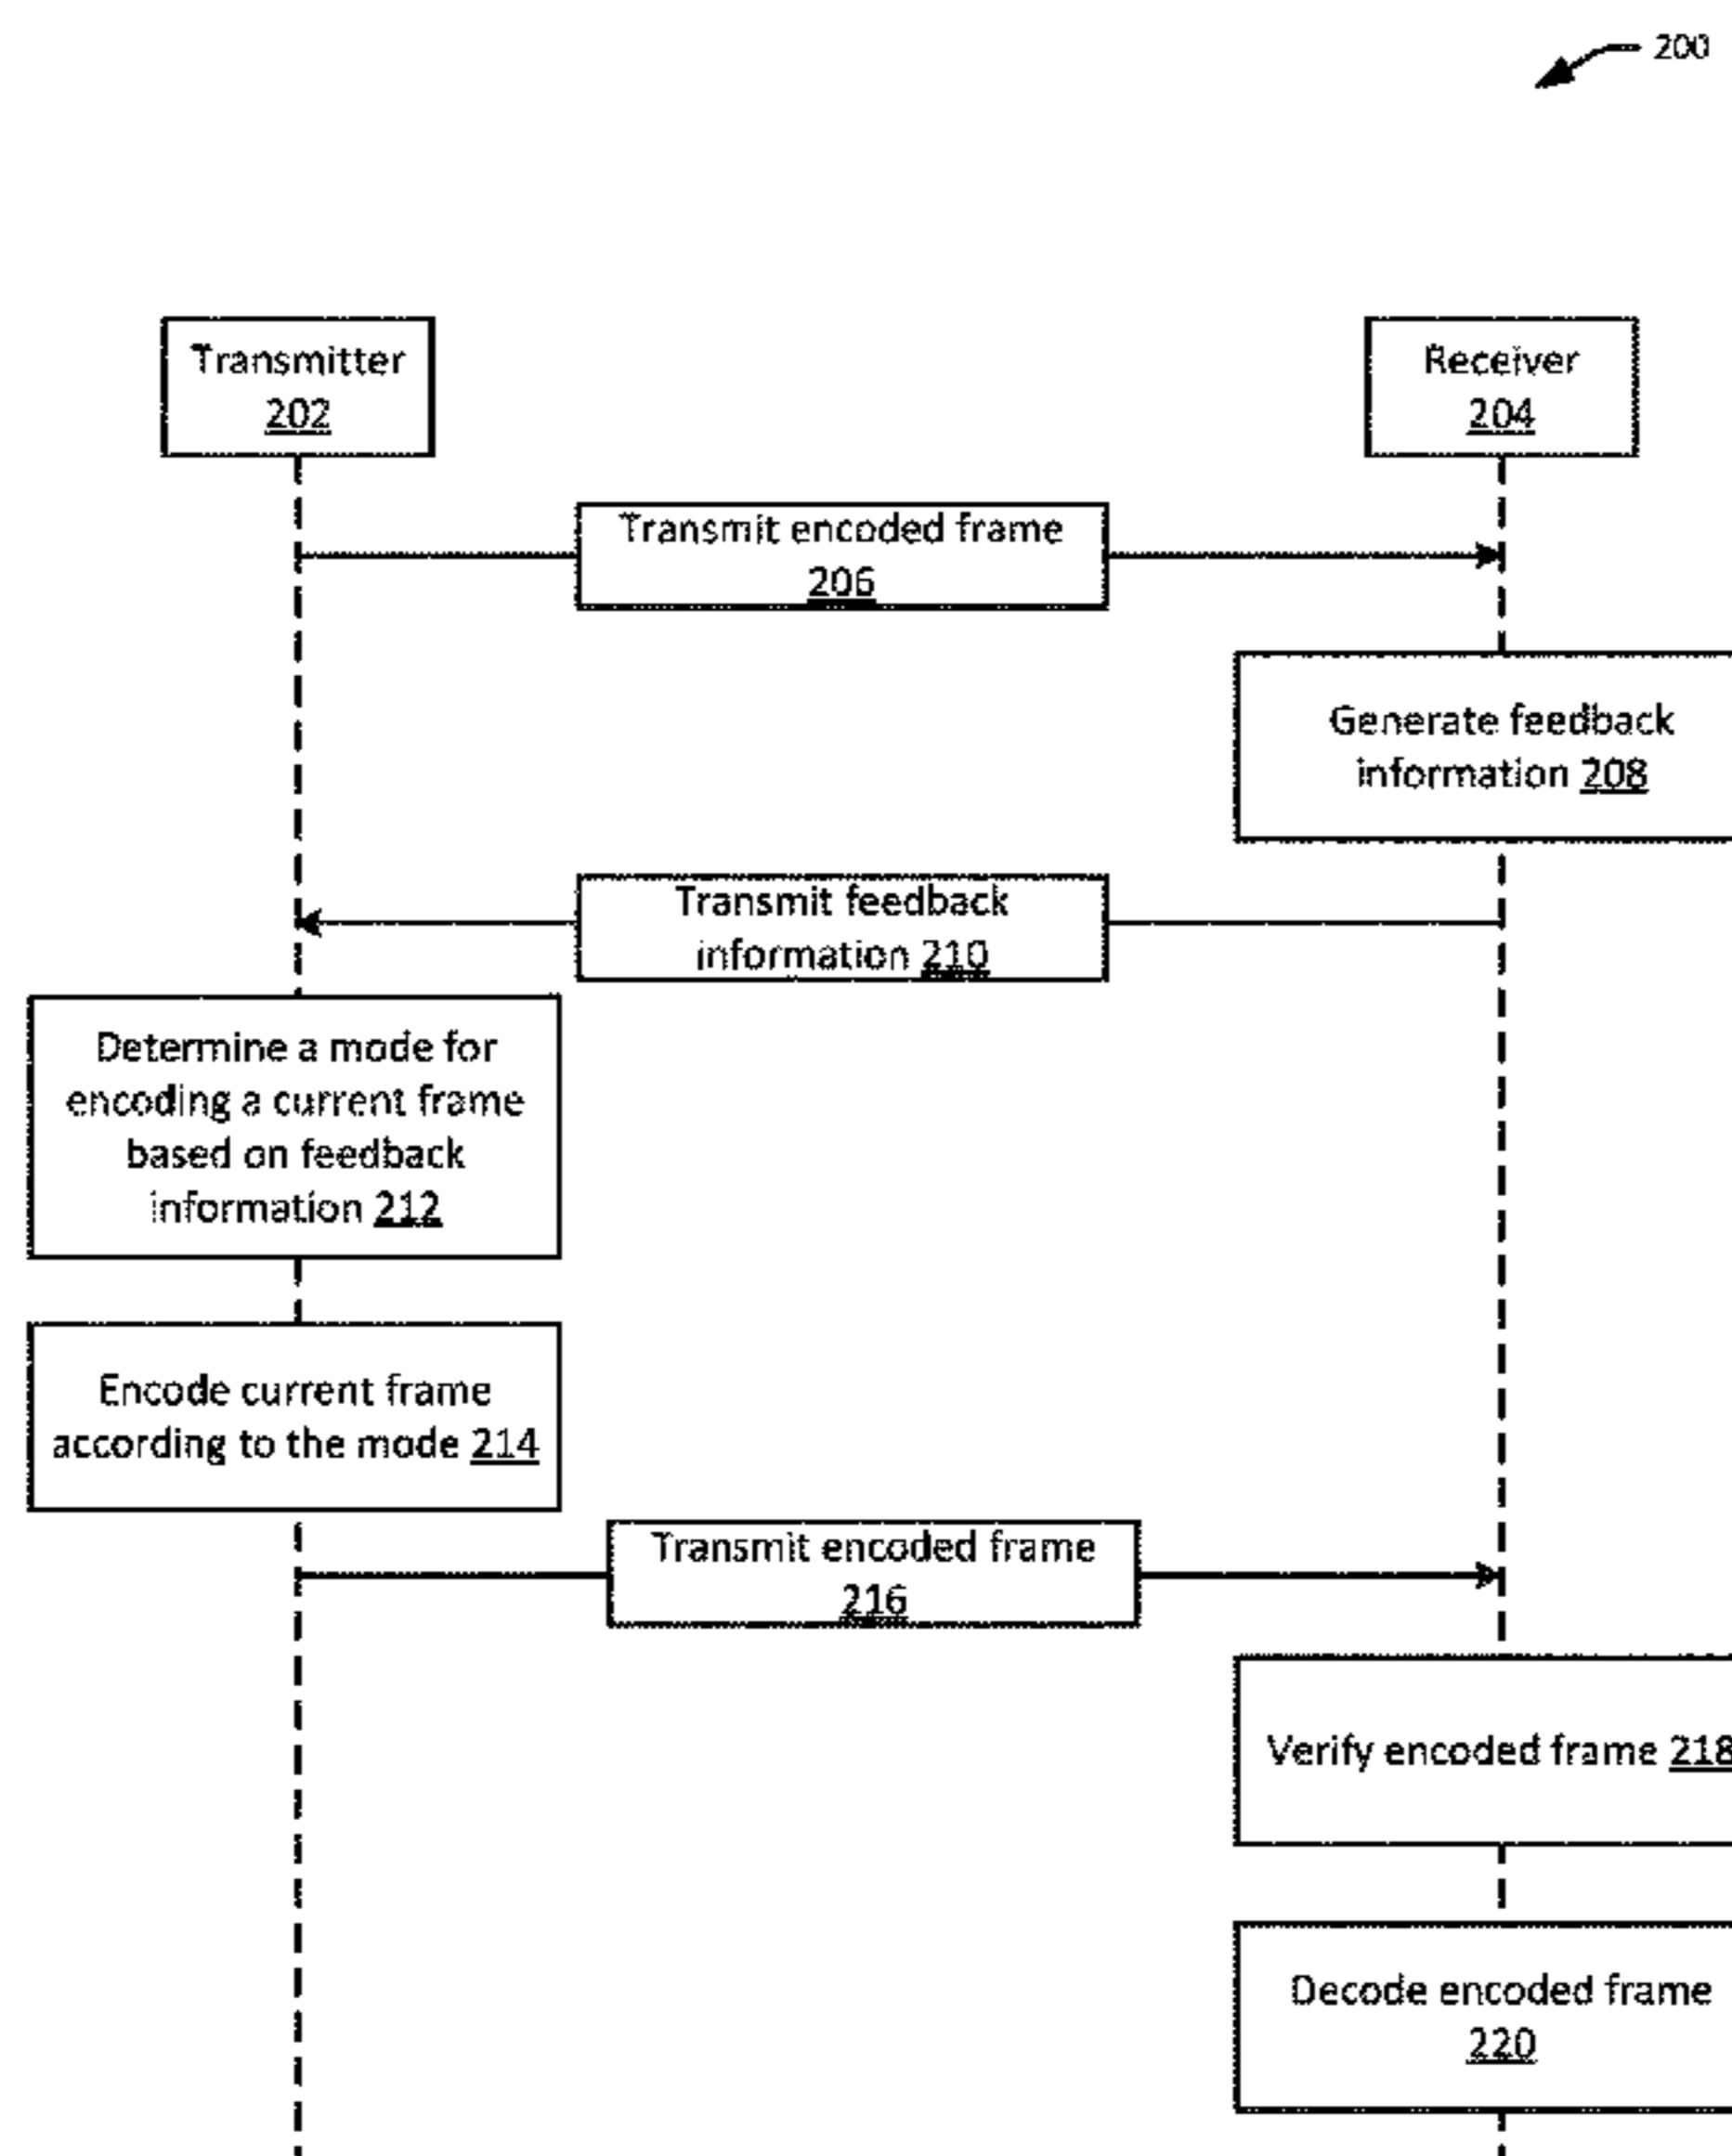 200
Transmitter
202
Receiver
204
Transmit encoded frame
206
Generate feedback
information 208
Transmit feedback
information 210
Determine a mode for
encoding a current frame
based on feedback
information 212
Encode current frame
according to the mode 214
Transmit encoded frame
216
Verify encoded frame 218
Decode encoded frame
220